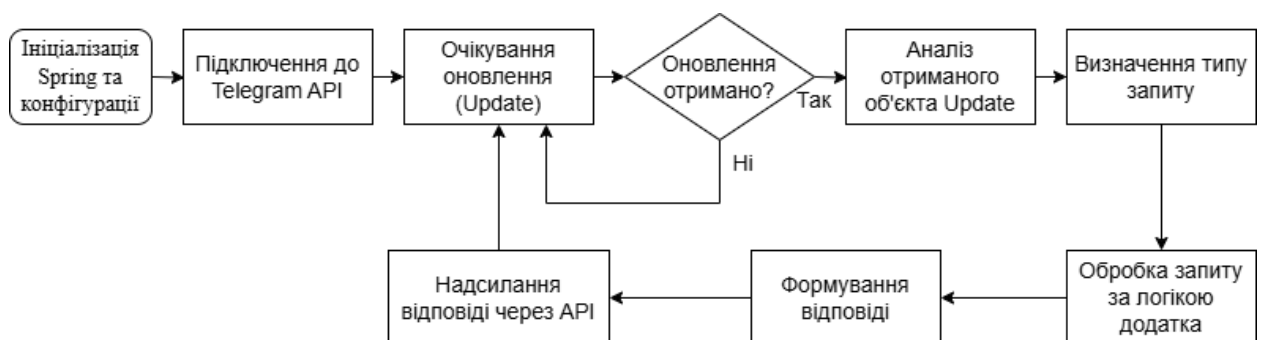 Ініціалізація
Spring та
конфігурації
Підключення до
Telegram API
Очікування
оновлення
(Update)
Оновлення
отримано?
Так
Ні
Аналіз
отриманого
об'єкта Update
Визначення типу
запиту
Обробка запиту
за логікою
додатка
Формування
відповіді
Надсилання
відповіді через API